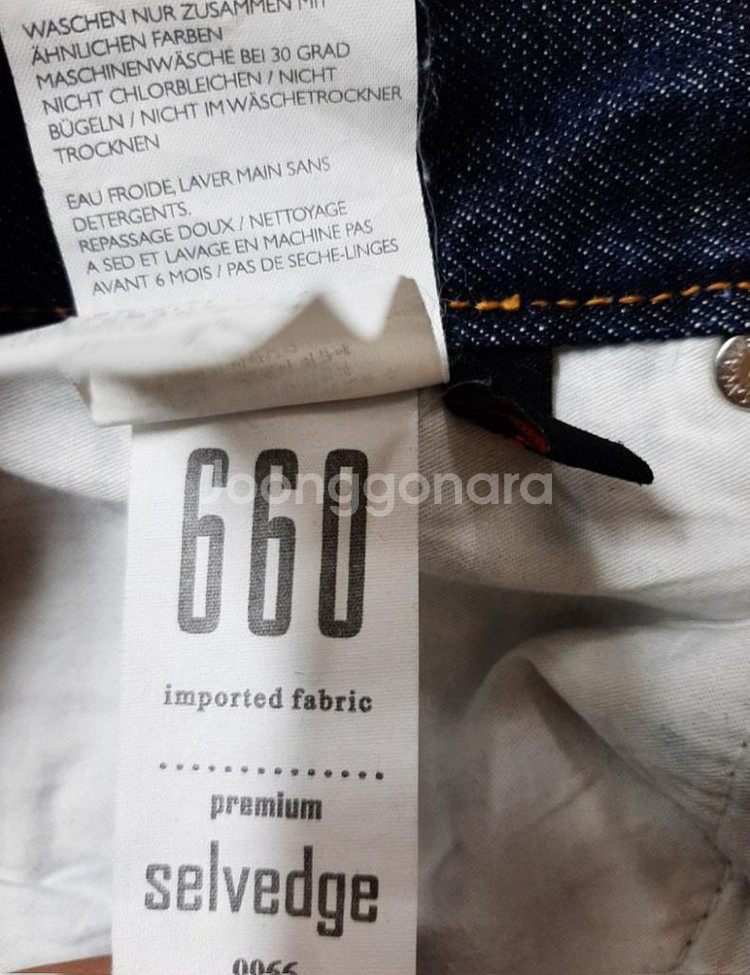 WASCHEN NUR ZUSAMMEN MIT
ÄHNLICHEN FARBEN
MASCHINENWÄSCHE BEI 30 GRAD
NICHT CHLORBLEICHEN / NICHT
BÜGELN / NICHT IM WÄSCHETROCKNER
TROCKNEN
EAU FROIDE, LAVER MAIN SANS
DETERGENTS.
REPASSAGE DOUX / NETTOYAGE
A SED ET LAVAGE EN MACHINE PAS
AVANT 6 MOIS / PAS DE SECHE-LINGES
660
Joonggonara
imported fabric
premium
selvedge